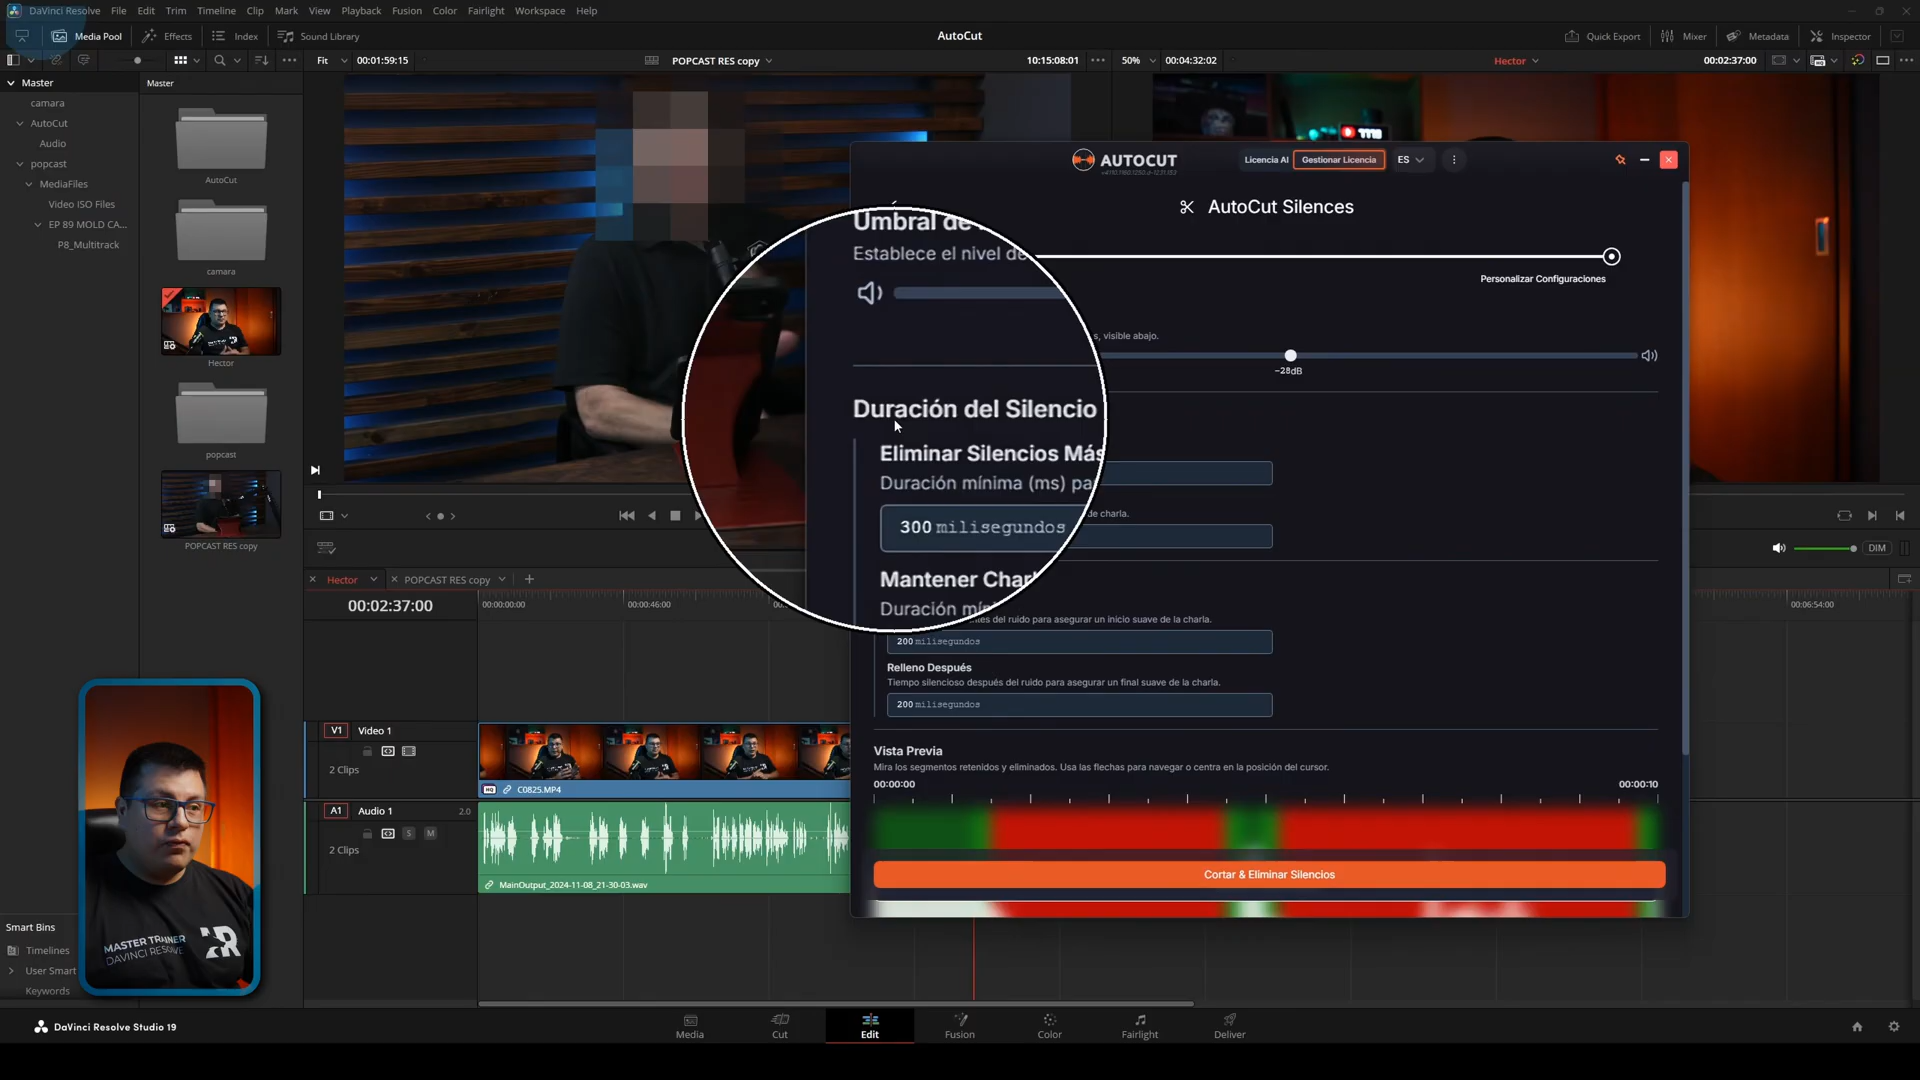 DaVinci Resolve File Edit Trim Timeline Clip Mark View Playback Fusion Color Fairlight Workspace Help
Media Pool Effects Index Sound Library AutoCut Quick Export Mixer Metadata Inspector
Fit 00:01:59:15 POPCAST RES copy 10:15:08:01 50% 00:04:32:02 Hector 00:02:37:00
Master
camara
AutoCut
Audio
popcast
MediaFiles
Video ISO Files
EP 89 MOLD CA...
P8_Multitrack
Master
AutoCut
camara
Hector
popcast
POPCAST RES copy
AUTOCUT
Licencia AI Gestionar Licencia ES
AutoCut Silences
Personalizar Configuraciones
Umbral de
Establece el nivel de
s, visible abajo.
-28dB
Duración del Silencio
Eliminar Silencios Más
Duración mínima (ms) pa
300 milisegundos
de charla.
Mantener Charl
Duración mín
ntes del ruido para asegurar un inicio suave de la charla.
200 milisegundos
Relleno Después
Tiempo silencioso después del ruido para asegurar un final suave de la charla.
200 milisegundos
Vista Previa
Mira los segmentos retenidos y eliminados. Usa las flechas para navegar o centra en la posición del cursor.
00:00:00 00:00:10
Cortar & Eliminar Silencios
DIM
Hector POPCAST RES copy
00:02:37:00 00:00:00:00 00:00:46:00 00:06:54:00
V1 Video 1
2 Clips
C0825.MP4
A1 Audio 1 2.0
S M
2 Clips
MainOutput_2024-11-08_21-30-03.wav
Smart Bins
Timelines
User Smart
Keywords
MASTER TRAINER
DAVINCI RESOLVE
DaVinci Resolve Studio 19
Media Cut Edit Fusion Color Fairlight Deliver